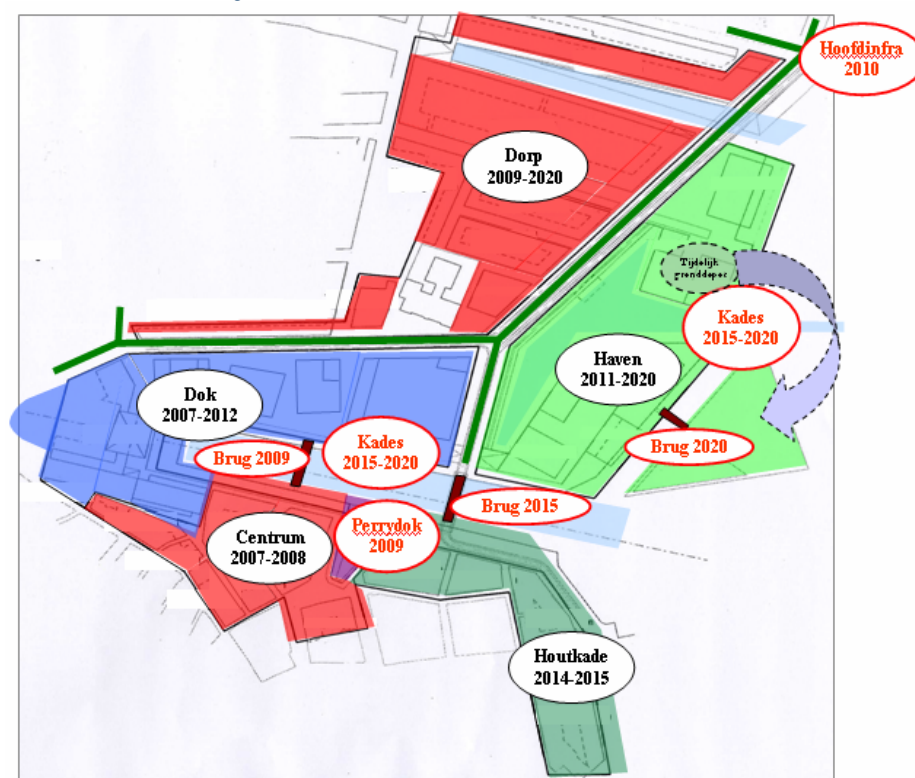 Hoofdinfra
2010
Dorp
2009-2020
Tijdelijk
gronddepot
Kades
2015-2020
Haven
2011-2020
Dok
2007-2012
Brug 2009
Kades
2015-2020
Brug 2020
Brug 2015
Centrum
2007-2008
Perrydok
2009
Houtkade
2014-2015